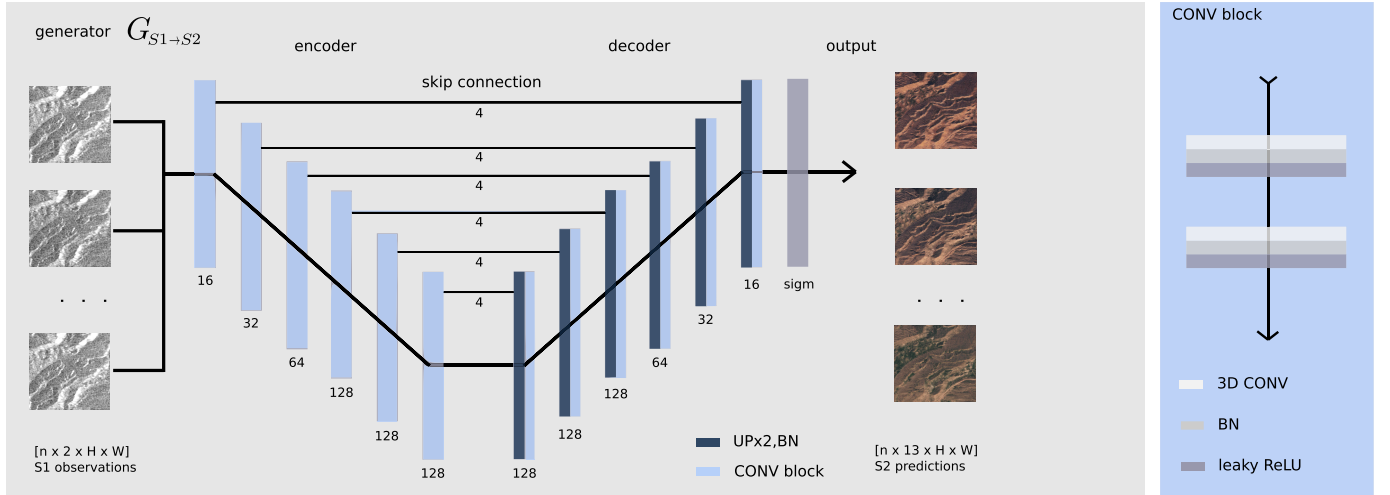 generator G_{S1→S2}
encoder
decoder
output
skip connection
4
4
4
4
4
4
16
32
64
128
128
128
128
128
128
64
32
16
sigm
. . .
. . .
[n x 2 x H x W]
S1 observations
UPx2,BN
CONV block
[n x 13 x H x W]
S2 predictions
CONV block
3D CONV
BN
leaky ReLU